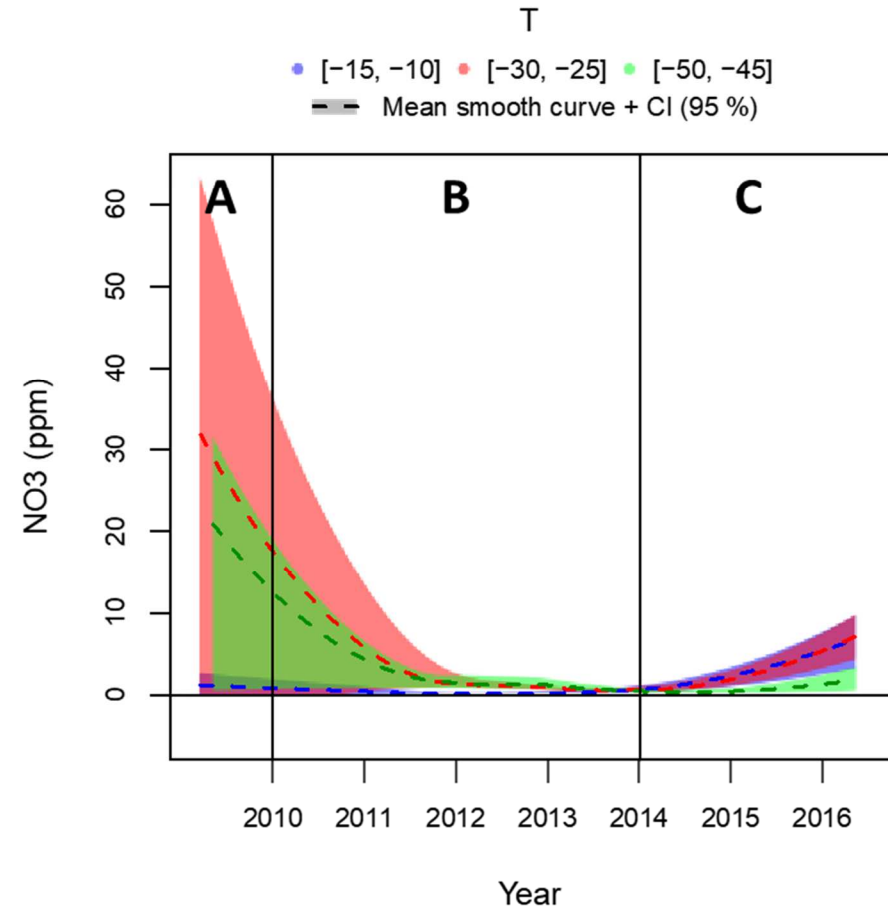 T
[−15, −10] [−30, −25] [−50, −45]
Mean smooth curve + CI (95 %)
A B C
60
50
40
30
20
10
0
NO3 (ppm)
2010 2011 2012 2013 2014 2015 2016
Year